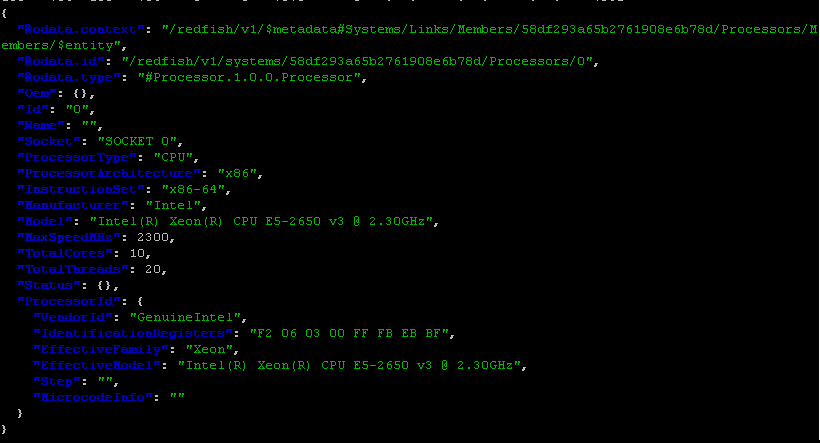 {
"@odata.context": "/redfish/v1/$metadata#Systems/Links/Members/58df293a65b2761908e6b78d/Processors/M
embers/$entity",
"@odata.id": "/redfish/v1/systems/58df293a65b2761908e6b78d/Processors/0",
"@odata.type": "#Processor.1.0.0.Processor",
"Oem": {},
"Id": "0",
"Name": "",
"Socket": "SOCKET 0",
"ProcessorType": "CPU",
"ProcessorArchitecture": "x86",
"InstructionSet": "x86-64",
"Manufacturer": "Intel",
"Model": "Intel(R) Xeon(R) CPU E5-2650 v3 @ 2.30GHz",
"MaxSpeedMHz": 2300,
"TotalCores": 10,
"TotalThreads": 20,
"Status": {},
"ProcessorId": {
"VendorId": "GenuineIntel",
"IdentificationRegisters": "F2 06 03 00 FF FB EB BF",
"EffectiveFamily": "Xeon",
"EffectiveModel": "Intel(R) Xeon(R) CPU E5-2650 v3 @ 2.30GHz",
"Step": "",
"MicrocodeInfo": ""
}
}